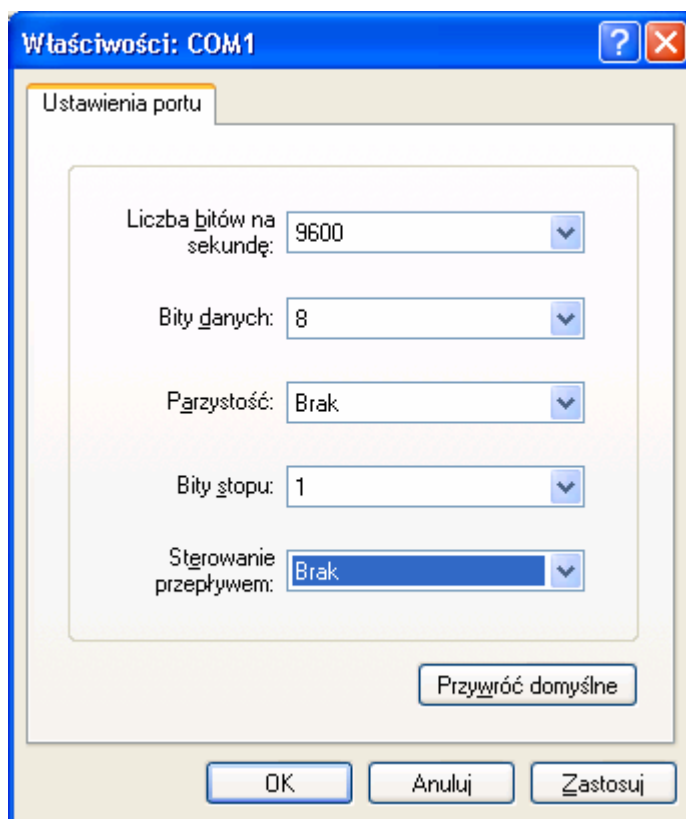 Właściwości: COM1
Ustawienia portu
Liczba bitów na
sekundę:
9600
Bity danych:
8
Parzystość:
Brak
Bity stopu:
1
Sterowanie
przepływem:
Brak
Przywróć domyślne
OK
Anuluj
Zastosuj